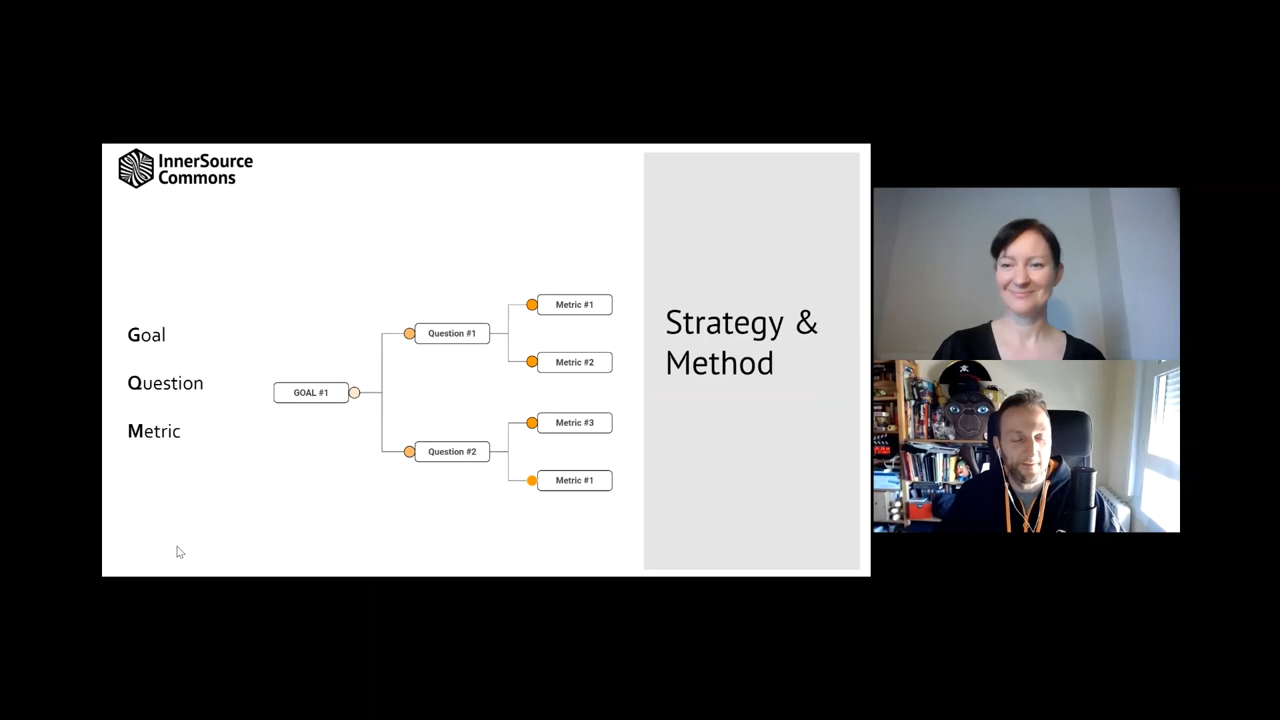 InnerSource
Commons
Goal
Question
Metric
GOAL #1
Question #1
Question #2
Metric #1
Metric #2
Metric #3
Metric #1
Strategy &
Method